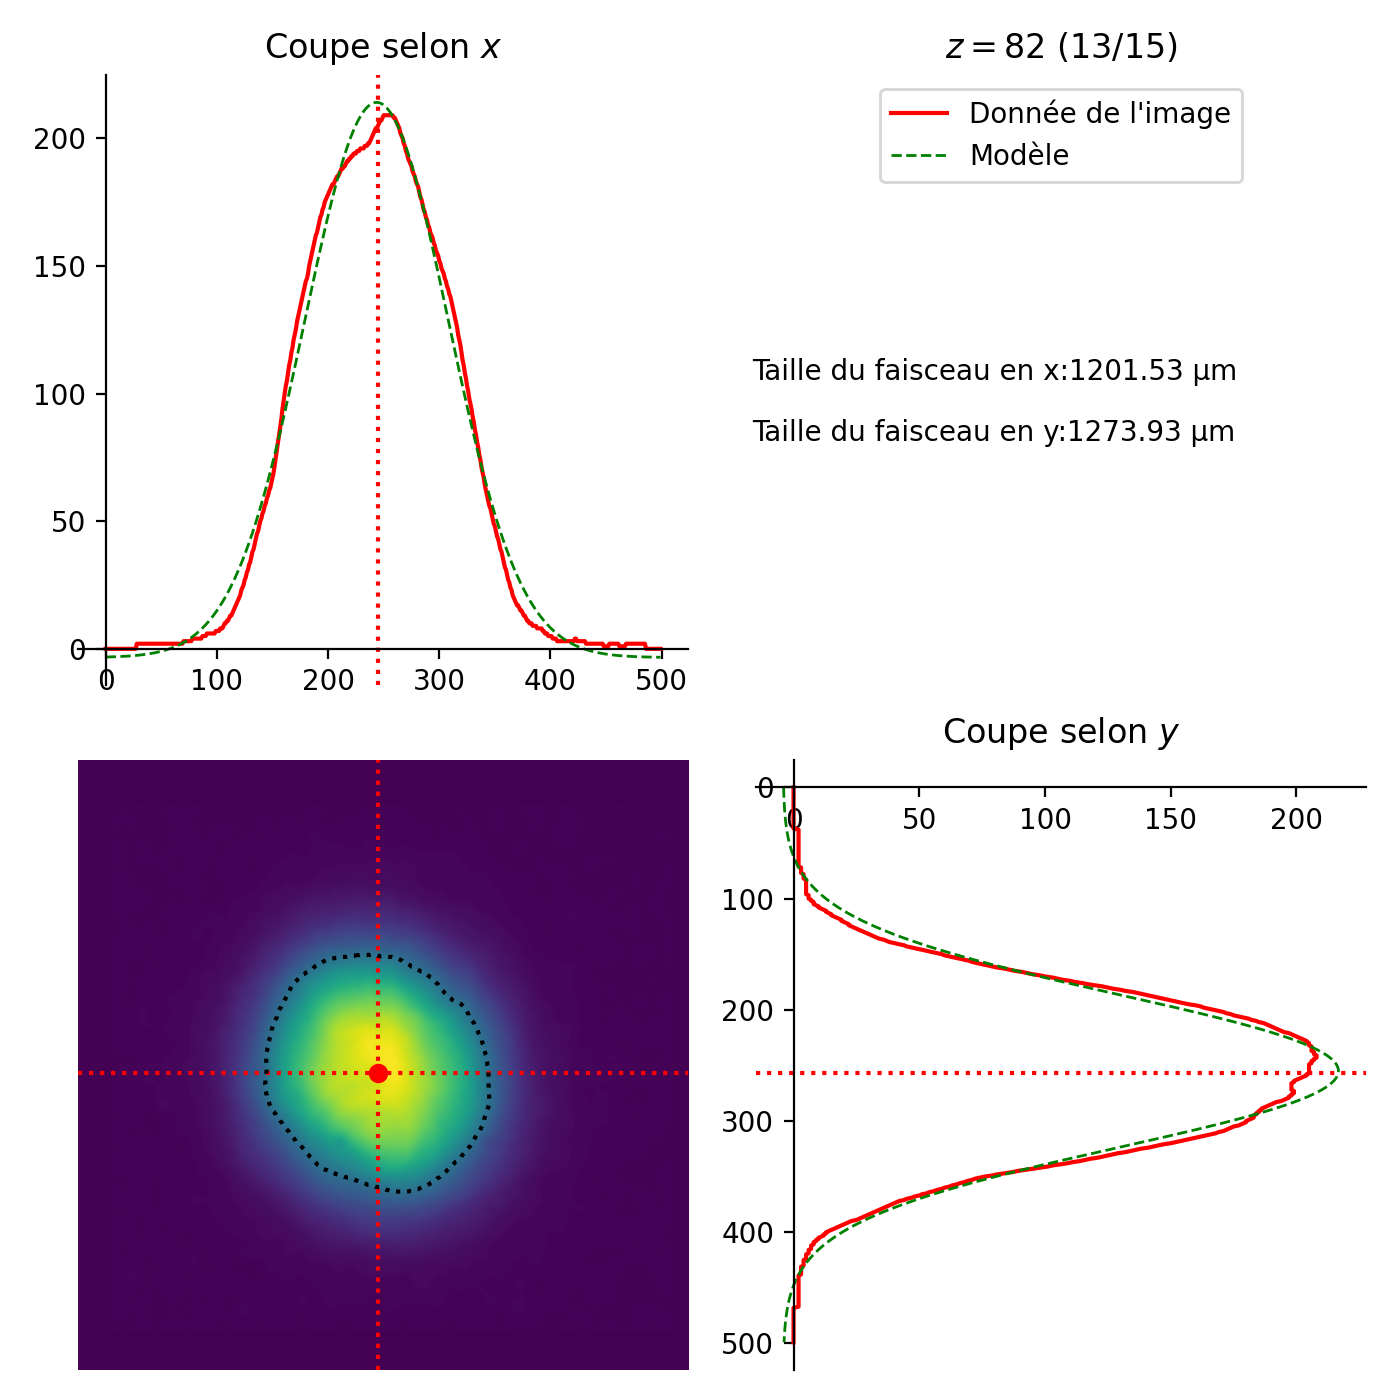 Coupe selon x
200
150
100
50
0
0 100 200 300 400 500
z = 82 (13/15)
Donnée de l'image
Modèle
Taille du faisceau en x:1201.53 µm
Taille du faisceau en y:1273.93 µm
Coupe selon y
0
0 50 100 150 200
100
200
300
400
500